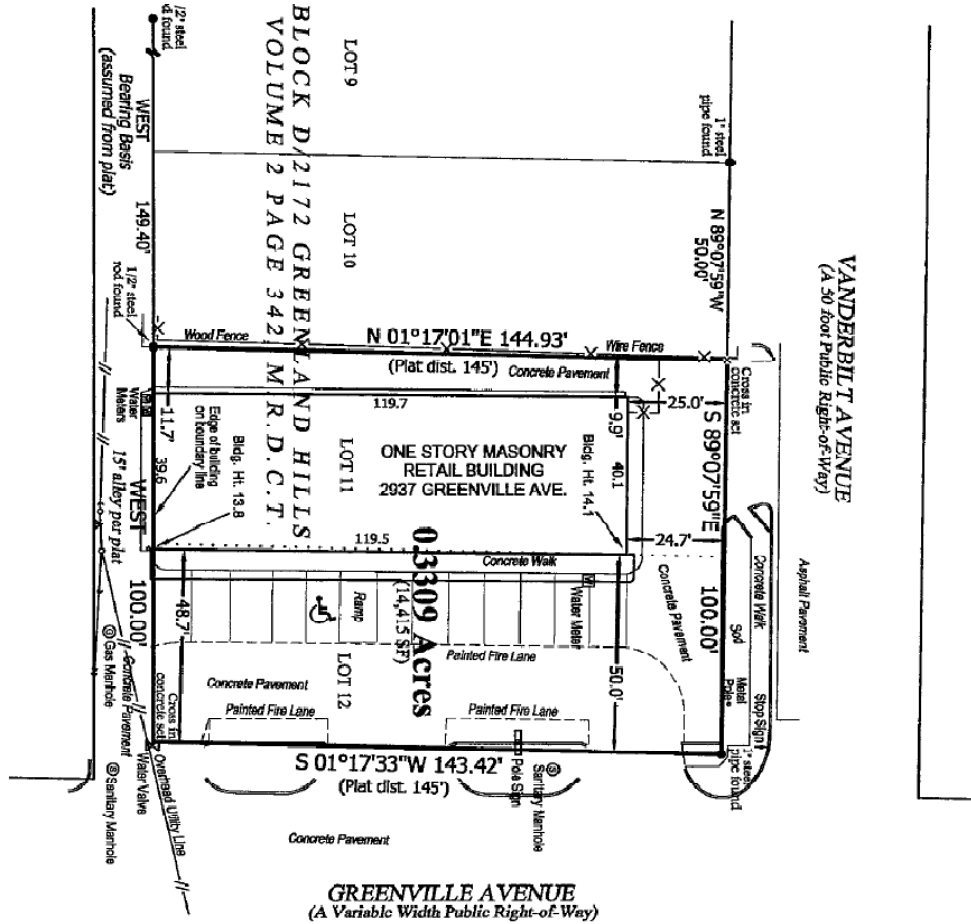 1/2" steel
rod found
WEST
Bearing Basis
(assumed from plat)
149.40'
1/2" steel
rod found
BLOCK D/2172 GREENLAND HILLS
VOLUME 2 PAGE 342 M.R.D.C.T.
LOT 9
LOT 10
1" steel
pipe found
N 89°07'59"W
50.00'
VANDERBILT AVENUE
(A 50 foot Public Right-of-Way)
Wood Fence
N 01°17'01"E 144.93'
(Plat dist. 145')
Wire Fence
Concrete Pavement
Cross in
concrete set
Water
Meters
11.7'
39.6
Edge of building
on boundary line
119.7
Bldg. Ht. 13.8
LOT 11
ONE STORY MASONRY
RETAIL BUILDING
2937 GREENVILLE AVE.
Bldg. Ht. 14.1
9.9'
40.1
25.0'
S 89°07'59"E
100.00'
24.7'
15' alley per plat
WEST
100.00'
119.5
Concrete Walk
0.3309 Acres
(14,415 SF)
48.7'
Ramp
Water Meter
50.0'
Concrete Pavement
Concrete Walk
Asphalt Pavement
Sod
Metal
Pole
Stop Sign
1" steel
pipe found
LOT 12
Painted Fire Lane
Concrete Pavement
Painted Fire Lane
Painted Fire Lane
Cross in
concrete set
Gas Manhole
Concrete Pavement
Sanitary Manhole
Water Valve
Overhead Utility Line
S 01°17'33"W 143.42'
(Plat dist. 145')
Pole Sign
Sanitary Manhole
Concrete Pavement
GREENVILLE AVENUE
(A Variable Width Public Right-of-Way)